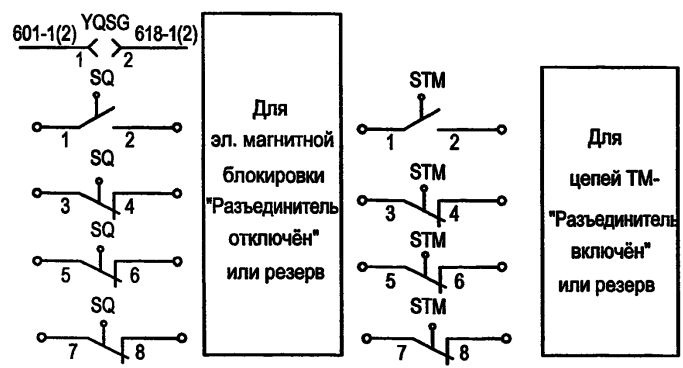 YQSG
601-1(2) 618-1(2)
1 2
SQ
1 2
SQ
3 4
SQ
5 6
SQ
7 8
Для
эл. магнитной
блокировки
"Разъединитель
отключён"
или резерв
STM
1 2
STM
3 4
STM
5 6
STM
7 8
Для
цепей ТМ-
"Разъединитель
включён"
или резерв